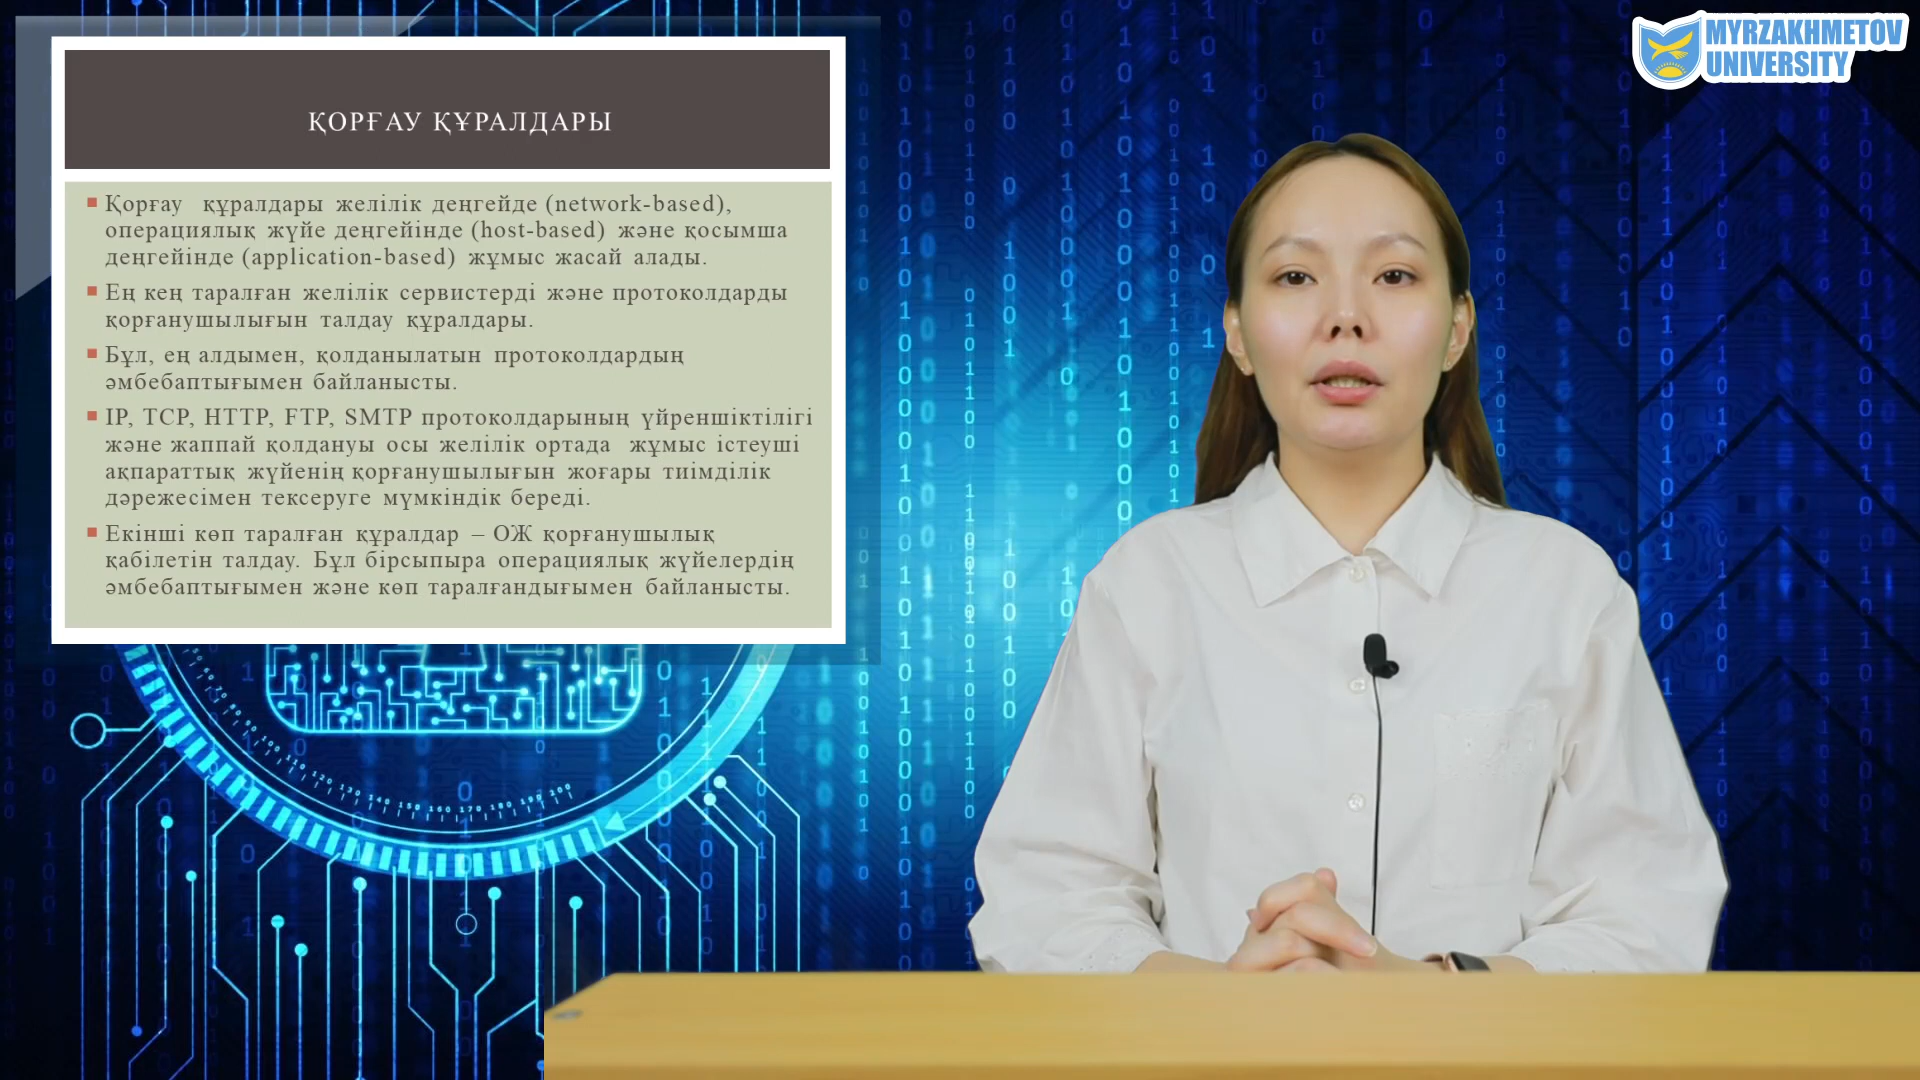 MYRZAKHMETOV
UNIVERSITY
ҚОРҒАУ ҚҰРАЛДАРЫ
Қорғау құралдары желілік деңгейде (network-based),
операциялық жүйе деңгейінде (host-based) және қосымша
деңгейінде (application-based) жұмыс жасай алады.
Ең кең таралған желілік сервистерді және протоколдарды
қорғанушылығын талдау құралдары.
Бұл, ең алдымен, қолданылатын протоколдардың
әмбебаптығымен байланысты.
IP, TCP, HTTP, FTP, SMTP протоколдарының үйреншіктілігі
және жаппай қолдануы осы желілік ортада жұмыс істеуші
ақпараттық жүйенің қорғанушылығын жоғары тиімділік
дәрежесімен тексеруге мүмкіндік береді.
Екінші көп таралған құралдар – ОЖ қорғанушылық
қабілетін талдау. Бұл бірсыпыра операциялық жүйелердің
әмбебаптығымен және көп таралғандығымен байланысты.